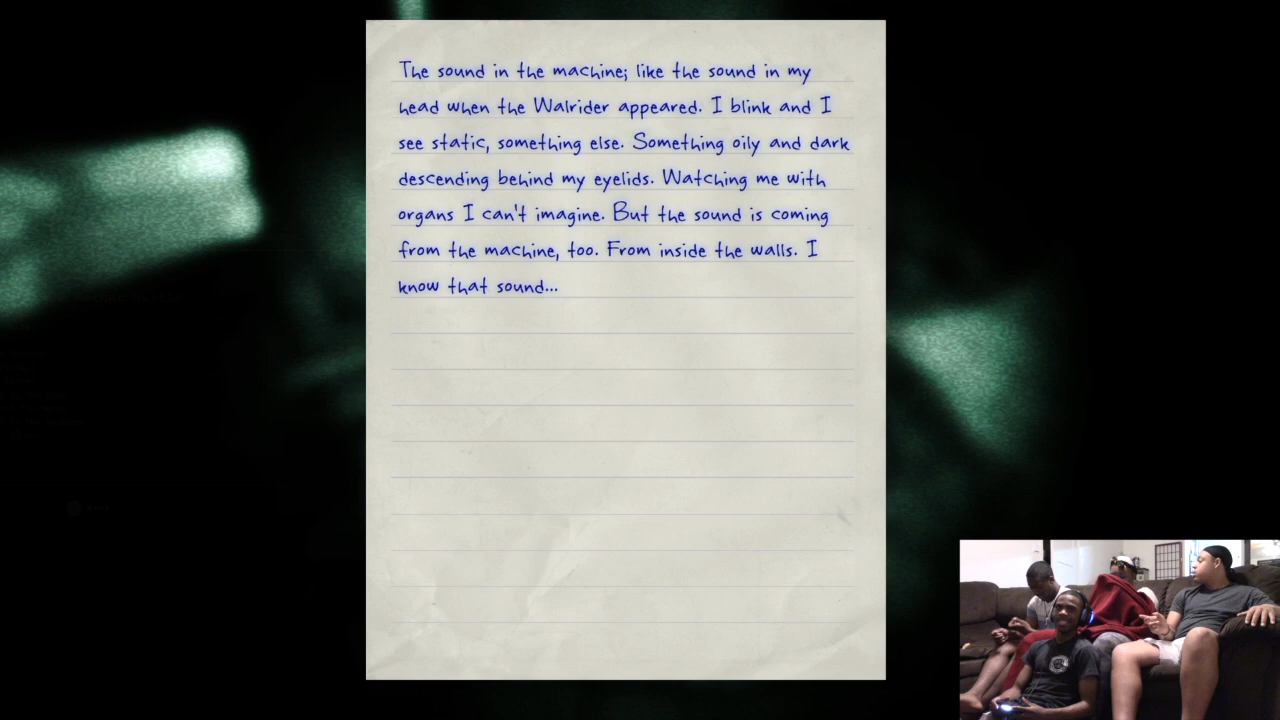 The sound in the machine; like the sound in my
head when the Walrider appeared. I blink and I
see static, something else. Something oily and dark
descending behind my eyelids. Watching me with
organs I can't imagine. But the sound is coming
from the machine, too. From inside the walls. I
know that sound...